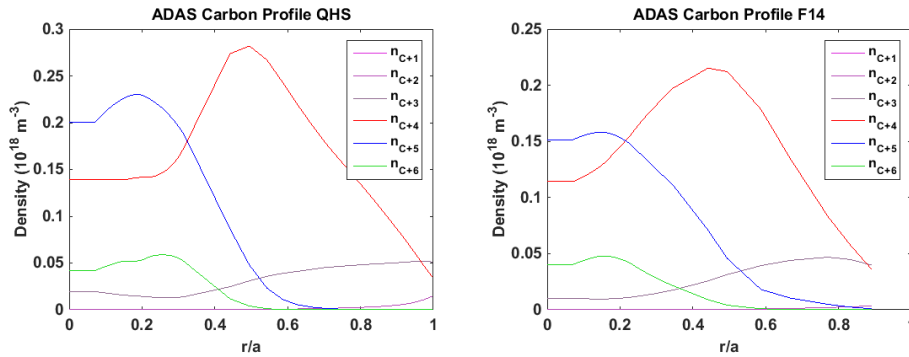 ADAS Carbon Profile QHS
0.3
0.25
0.2
0.15
0.1
0.05
0
Density (10^18 m^-3)
0 0.2 0.4 0.6 0.8 1
r/a
n_C+1
n_C+2
n_C+3
n_C+4
n_C+5
n_C+6
ADAS Carbon Profile F14
0.25
0.2
0.15
0.1
0.05
0
Density (10^18 m^-3)
0 0.2 0.4 0.6 0.8 1
r/a
n_C+1
n_C+2
n_C+3
n_C+4
n_C+5
n_C+6